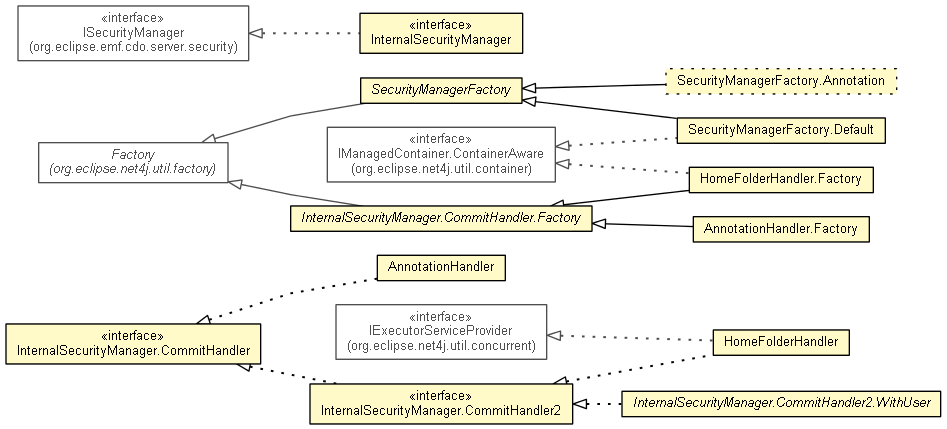 «interface»
ISecurityManager
(org.eclipse.emf.cdo.server.security)
«interface»
InternalSecurityManager
SecurityManagerFactory
SecurityManagerFactory.Annotation
SecurityManagerFactory.Default
Factory
(org.eclipse.net4j.util.factory)
«interface»
IManagedContainer.ContainerAware
(org.eclipse.net4j.util.container)
HomeFolderHandler.Factory
InternalSecurityManager.CommitHandler.Factory
AnnotationHandler.Factory
AnnotationHandler
«interface»
InternalSecurityManager.CommitHandler
«interface»
IExecutorServiceProvider
(org.eclipse.net4j.util.concurrent)
HomeFolderHandler
«interface»
InternalSecurityManager.CommitHandler2
InternalSecurityManager.CommitHandler2.WithUser